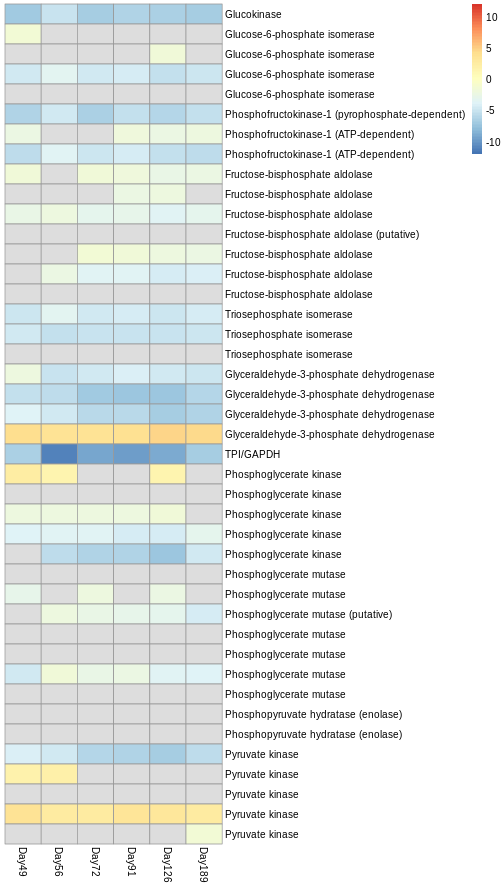 Glucokinase
Glucose-6-phosphate isomerase
Glucose-6-phosphate isomerase
Glucose-6-phosphate isomerase
Glucose-6-phosphate isomerase
Phosphofructokinase-1 (pyrophosphate-dependent)
Phosphofructokinase-1 (ATP-dependent)
Phosphofructokinase-1 (ATP-dependent)
Fructose-bisphosphate aldolase
Fructose-bisphosphate aldolase
Fructose-bisphosphate aldolase
Fructose-bisphosphate aldolase (putative)
Fructose-bisphosphate aldolase
Fructose-bisphosphate aldolase
Fructose-bisphosphate aldolase
Triosephosphate isomerase
Triosephosphate isomerase
Triosephosphate isomerase
Glyceraldehyde-3-phosphate dehydrogenase
Glyceraldehyde-3-phosphate dehydrogenase
Glyceraldehyde-3-phosphate dehydrogenase
Glyceraldehyde-3-phosphate dehydrogenase
TPI/GAPDH
Phosphoglycerate kinase
Phosphoglycerate kinase
Phosphoglycerate kinase
Phosphoglycerate kinase
Phosphoglycerate kinase
Phosphoglycerate mutase
Phosphoglycerate mutase
Phosphoglycerate mutase (putative)
Phosphoglycerate mutase
Phosphoglycerate mutase
Phosphoglycerate mutase
Phosphoglycerate mutase
Phosphopyruvate hydratase (enolase)
Phosphopyruvate hydratase (enolase)
Pyruvate kinase
Pyruvate kinase
Pyruvate kinase
Pyruvate kinase
Pyruvate kinase
10
5
0
-5
-10
Day49
Day56
Day72
Day91
Day126
Day189